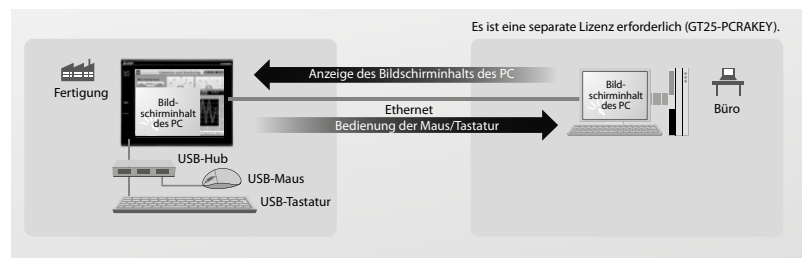 Es ist eine separate Lizenz erforderlich (GT25-PCRAKEY).
Fertigung
Bild-
schirminhalt
des PC
Anzeige des Bildschirminhalts des PC
Ethernet
Bedienung der Maus/Tastatur
Bild-
schirminhalt
des PC
Büro
USB-Hub
USB-Maus
USB-Tastatur